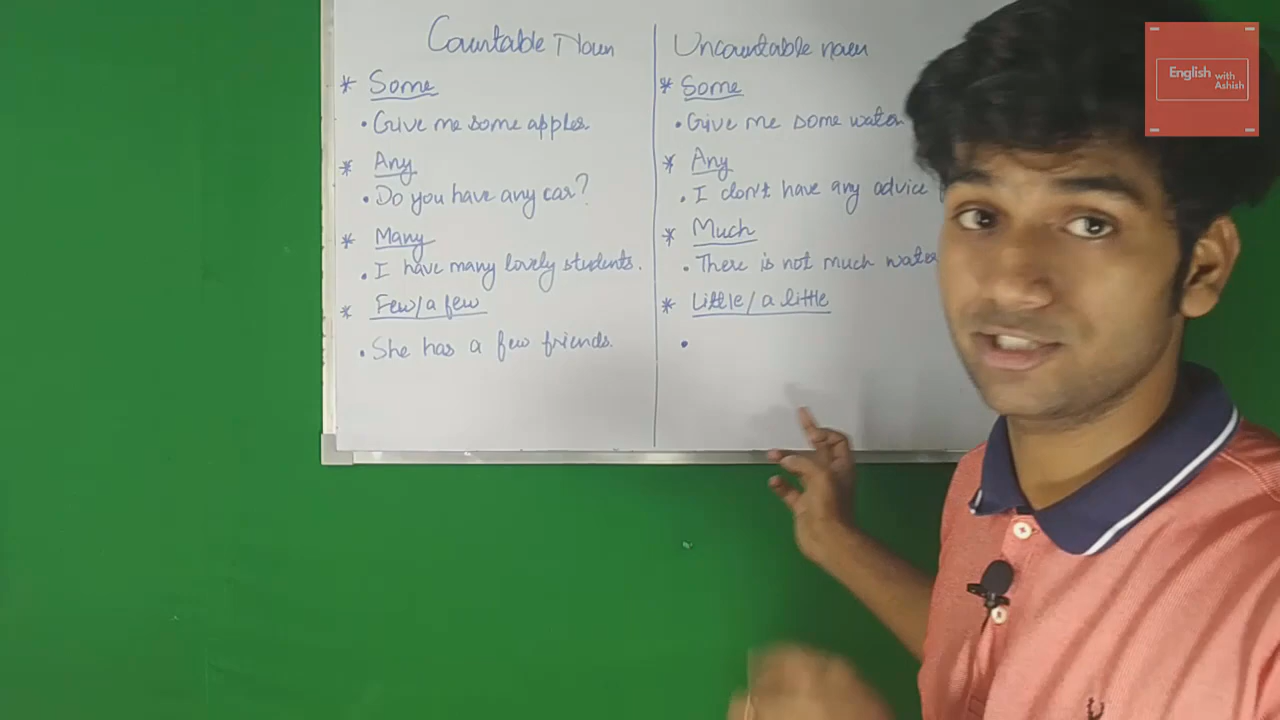 Countable Noun
* Some
• Give me some apples.
* Any
• Do you have any car?
* Many
• I have many lovely students.
* Few/a few
• She has a few friends.
Uncountable noun
* Some
• Give me some water
* Any
• I don't have any advice
* Much
• There is not much water
* Little/a little
•
English with
Ashish